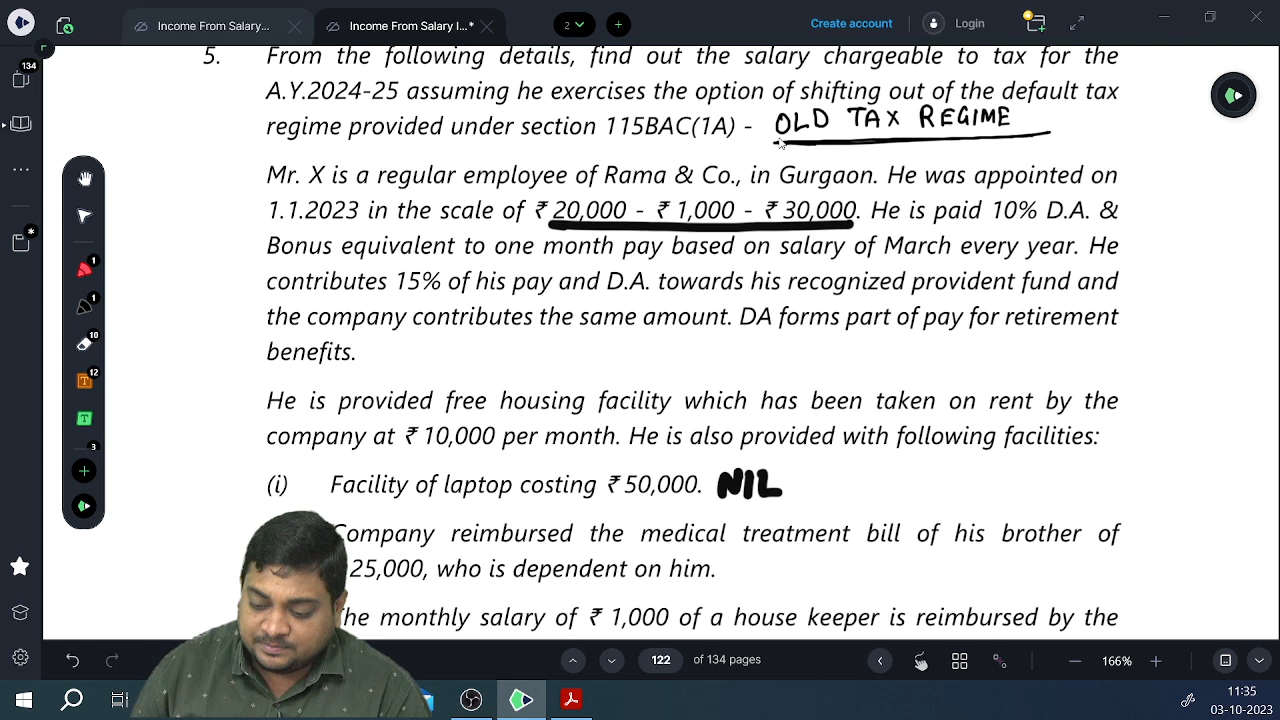 Income From Salary
Income From Salary I...*
2
Create account
Login
134
5. From the following details, find out the salary chargeable to tax for the
A.Y.2024-25 assuming he exercises the option of shifting out of the default tax
regime provided under section 115BAC(1A) - OLD TAX REGIME
Mr. X is a regular employee of Rama & Co., in Gurgaon. He was appointed on
1.1.2023 in the scale of ₹ 20,000 - ₹ 1,000 - ₹ 30,000. He is paid 10% D.A. &
Bonus equivalent to one month pay based on salary of March every year. He
contributes 15% of his pay and D.A. towards his recognized provident fund and
the company contributes the same amount. DA forms part of pay for retirement
benefits.
He is provided free housing facility which has been taken on rent by the
company at ₹ 10,000 per month. He is also provided with following facilities:
(i) Facility of laptop costing ₹ 50,000. NIL
Company reimbursed the medical treatment bill of his brother of
25,000, who is dependent on him.
he monthly salary of ₹ 1,000 of a house keeper is reimbursed by the
1
1
10
12
3
122 of 134 pages
166%
11:35
03-10-2023